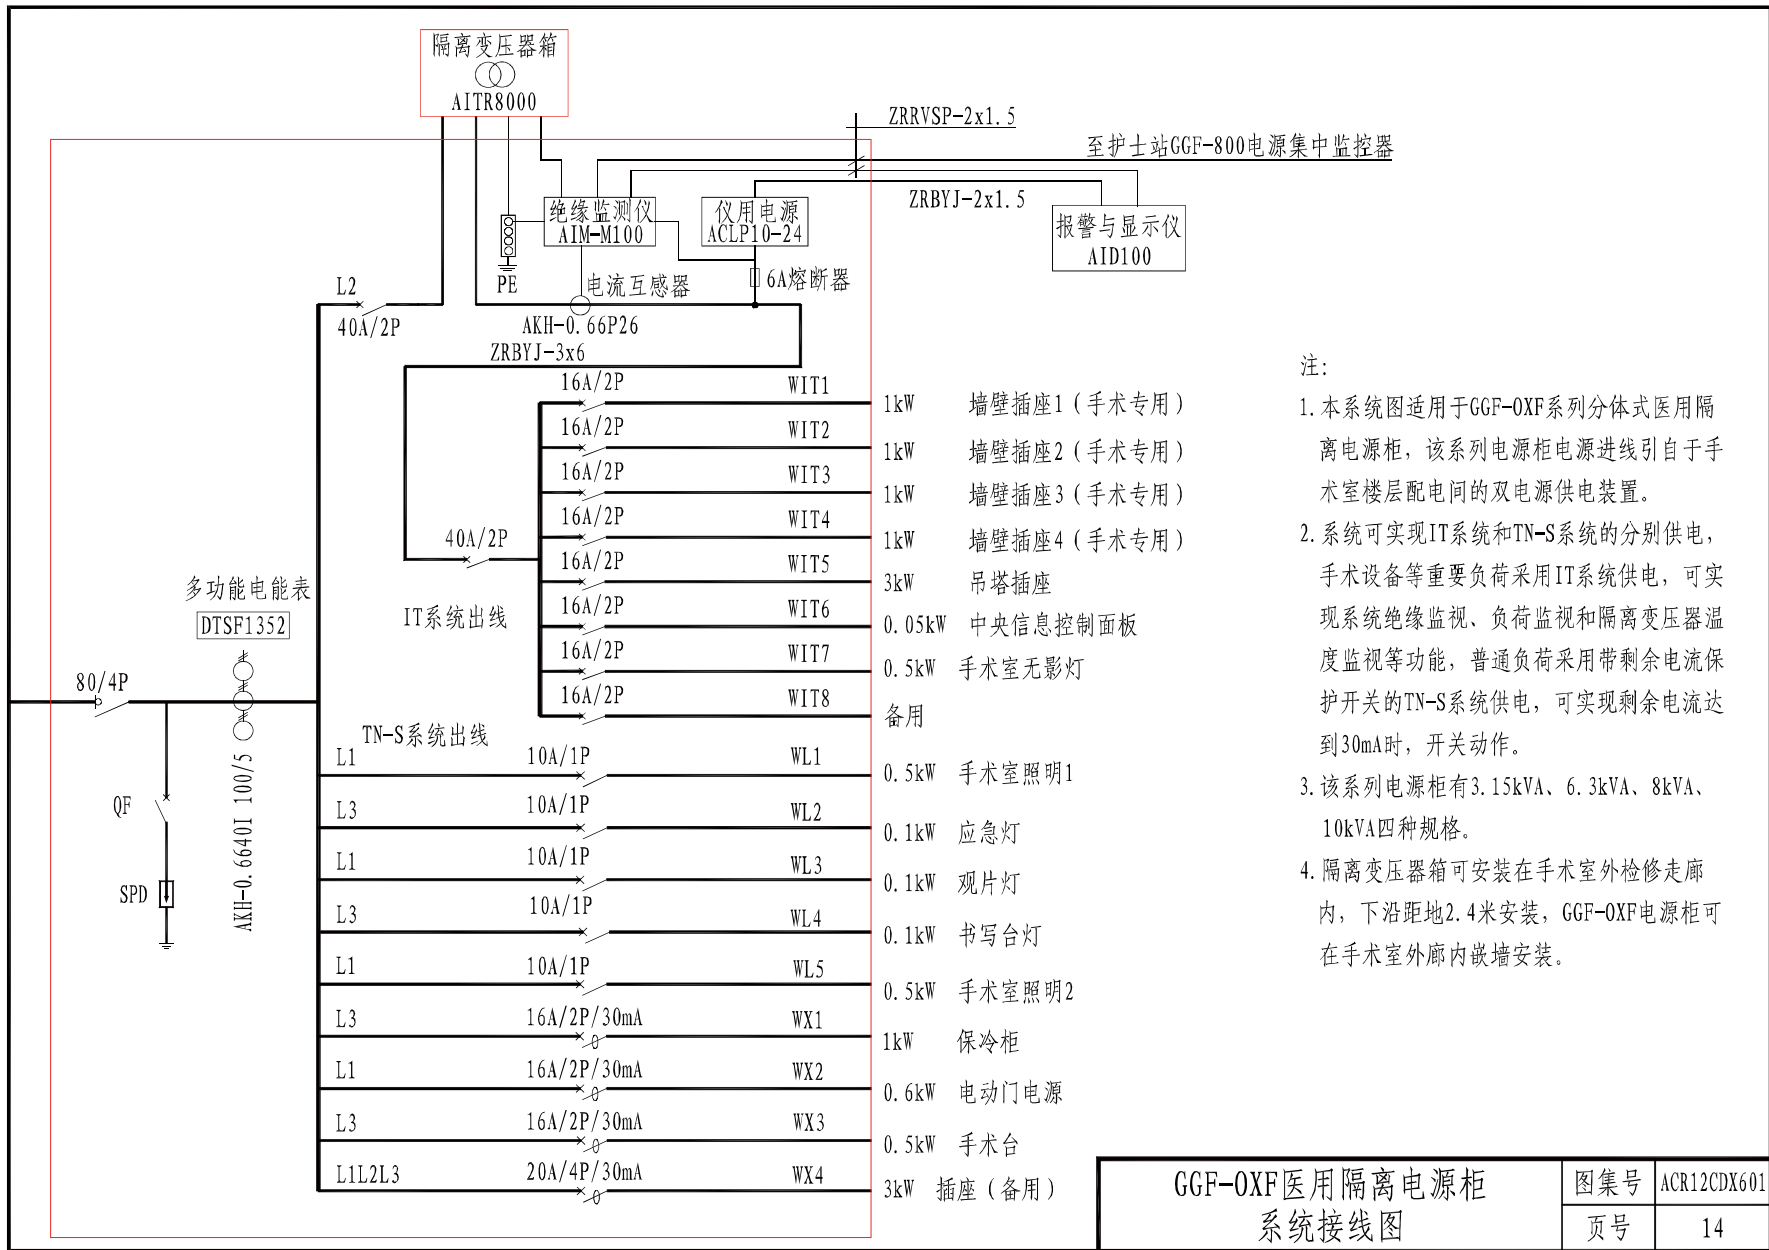 隔离变压器箱
AITR8000
ZRRVSP-2x1.5
至护士站GGF-800电源集中监控器
ZRBYJ-2x1.5
绝缘监测仪
AIM-M100
仪用电源
ACLP10-24
报警与显示仪
AID100
PE
电流互感器
6A熔断器
L2
40A/2P
AKH-0.66P26
ZRBYJ-3x6
16A/2P WIT1 1kW 墙壁插座1（手术专用）
16A/2P WIT2 1kW 墙壁插座2（手术专用）
16A/2P WIT3 1kW 墙壁插座3（手术专用）
16A/2P WIT4 1kW 墙壁插座4（手术专用）
40A/2P
16A/2P WIT5 3kW 吊塔插座
16A/2P WIT6 0.05kW 中央信息控制面板
IT系统出线
16A/2P WIT7 0.5kW 手术室无影灯
16A/2P WIT8 备用
多功能电能表
DTSF1352
80/4P
TN-S系统出线
QF
SPD
AKH-0.6640I 100/5
L1 10A/1P WL1 0.5kW 手术室照明1
L3 10A/1P WL2 0.1kW 应急灯
L1 10A/1P WL3 0.1kW 观片灯
L3 10A/1P WL4 0.1kW 书写台灯
L1 10A/1P WL5 0.5kW 手术室照明2
L3 16A/2P/30mA WX1 1kW 保冷柜
L1 16A/2P/30mA WX2 0.6kW 电动门电源
L3 16A/2P/30mA WX3 0.5kW 手术台
L1L2L3 20A/4P/30mA WX4 3kW 插座（备用）
注：
1.本系统图适用于GGF-0XF系列分体式医用隔
离电源柜，该系列电源柜电源进线引自于手
术室楼层配电间的双电源供电装置。
2.系统可实现IT系统和TN-S系统的分别供电，
手术设备等重要负荷采用IT系统供电，可实
现系统绝缘监视、负荷监视和隔离变压器温
度监视等功能，普通负荷采用带剩余电流保
护开关的TN-S系统供电，可实现剩余电流达
到30mA时，开关动作。
3.该系列电源柜有3.15kVA、6.3kVA、8kVA、
10kVA四种规格。
4.隔离变压器箱可安装在手术室外检修走廊
内，下沿距地2.4米安装，GGF-0XF电源柜可
在手术室外廊内嵌墙安装。
GGF-0XF医用隔离电源柜
系统接线图
图集号 ACR12CDX601
页号 14